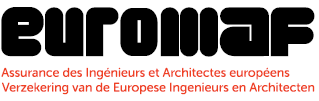 euromaf
Assurance des Ingénieurs et Architectes européens
Verzekering van de Europese Ingenieurs en Architecten